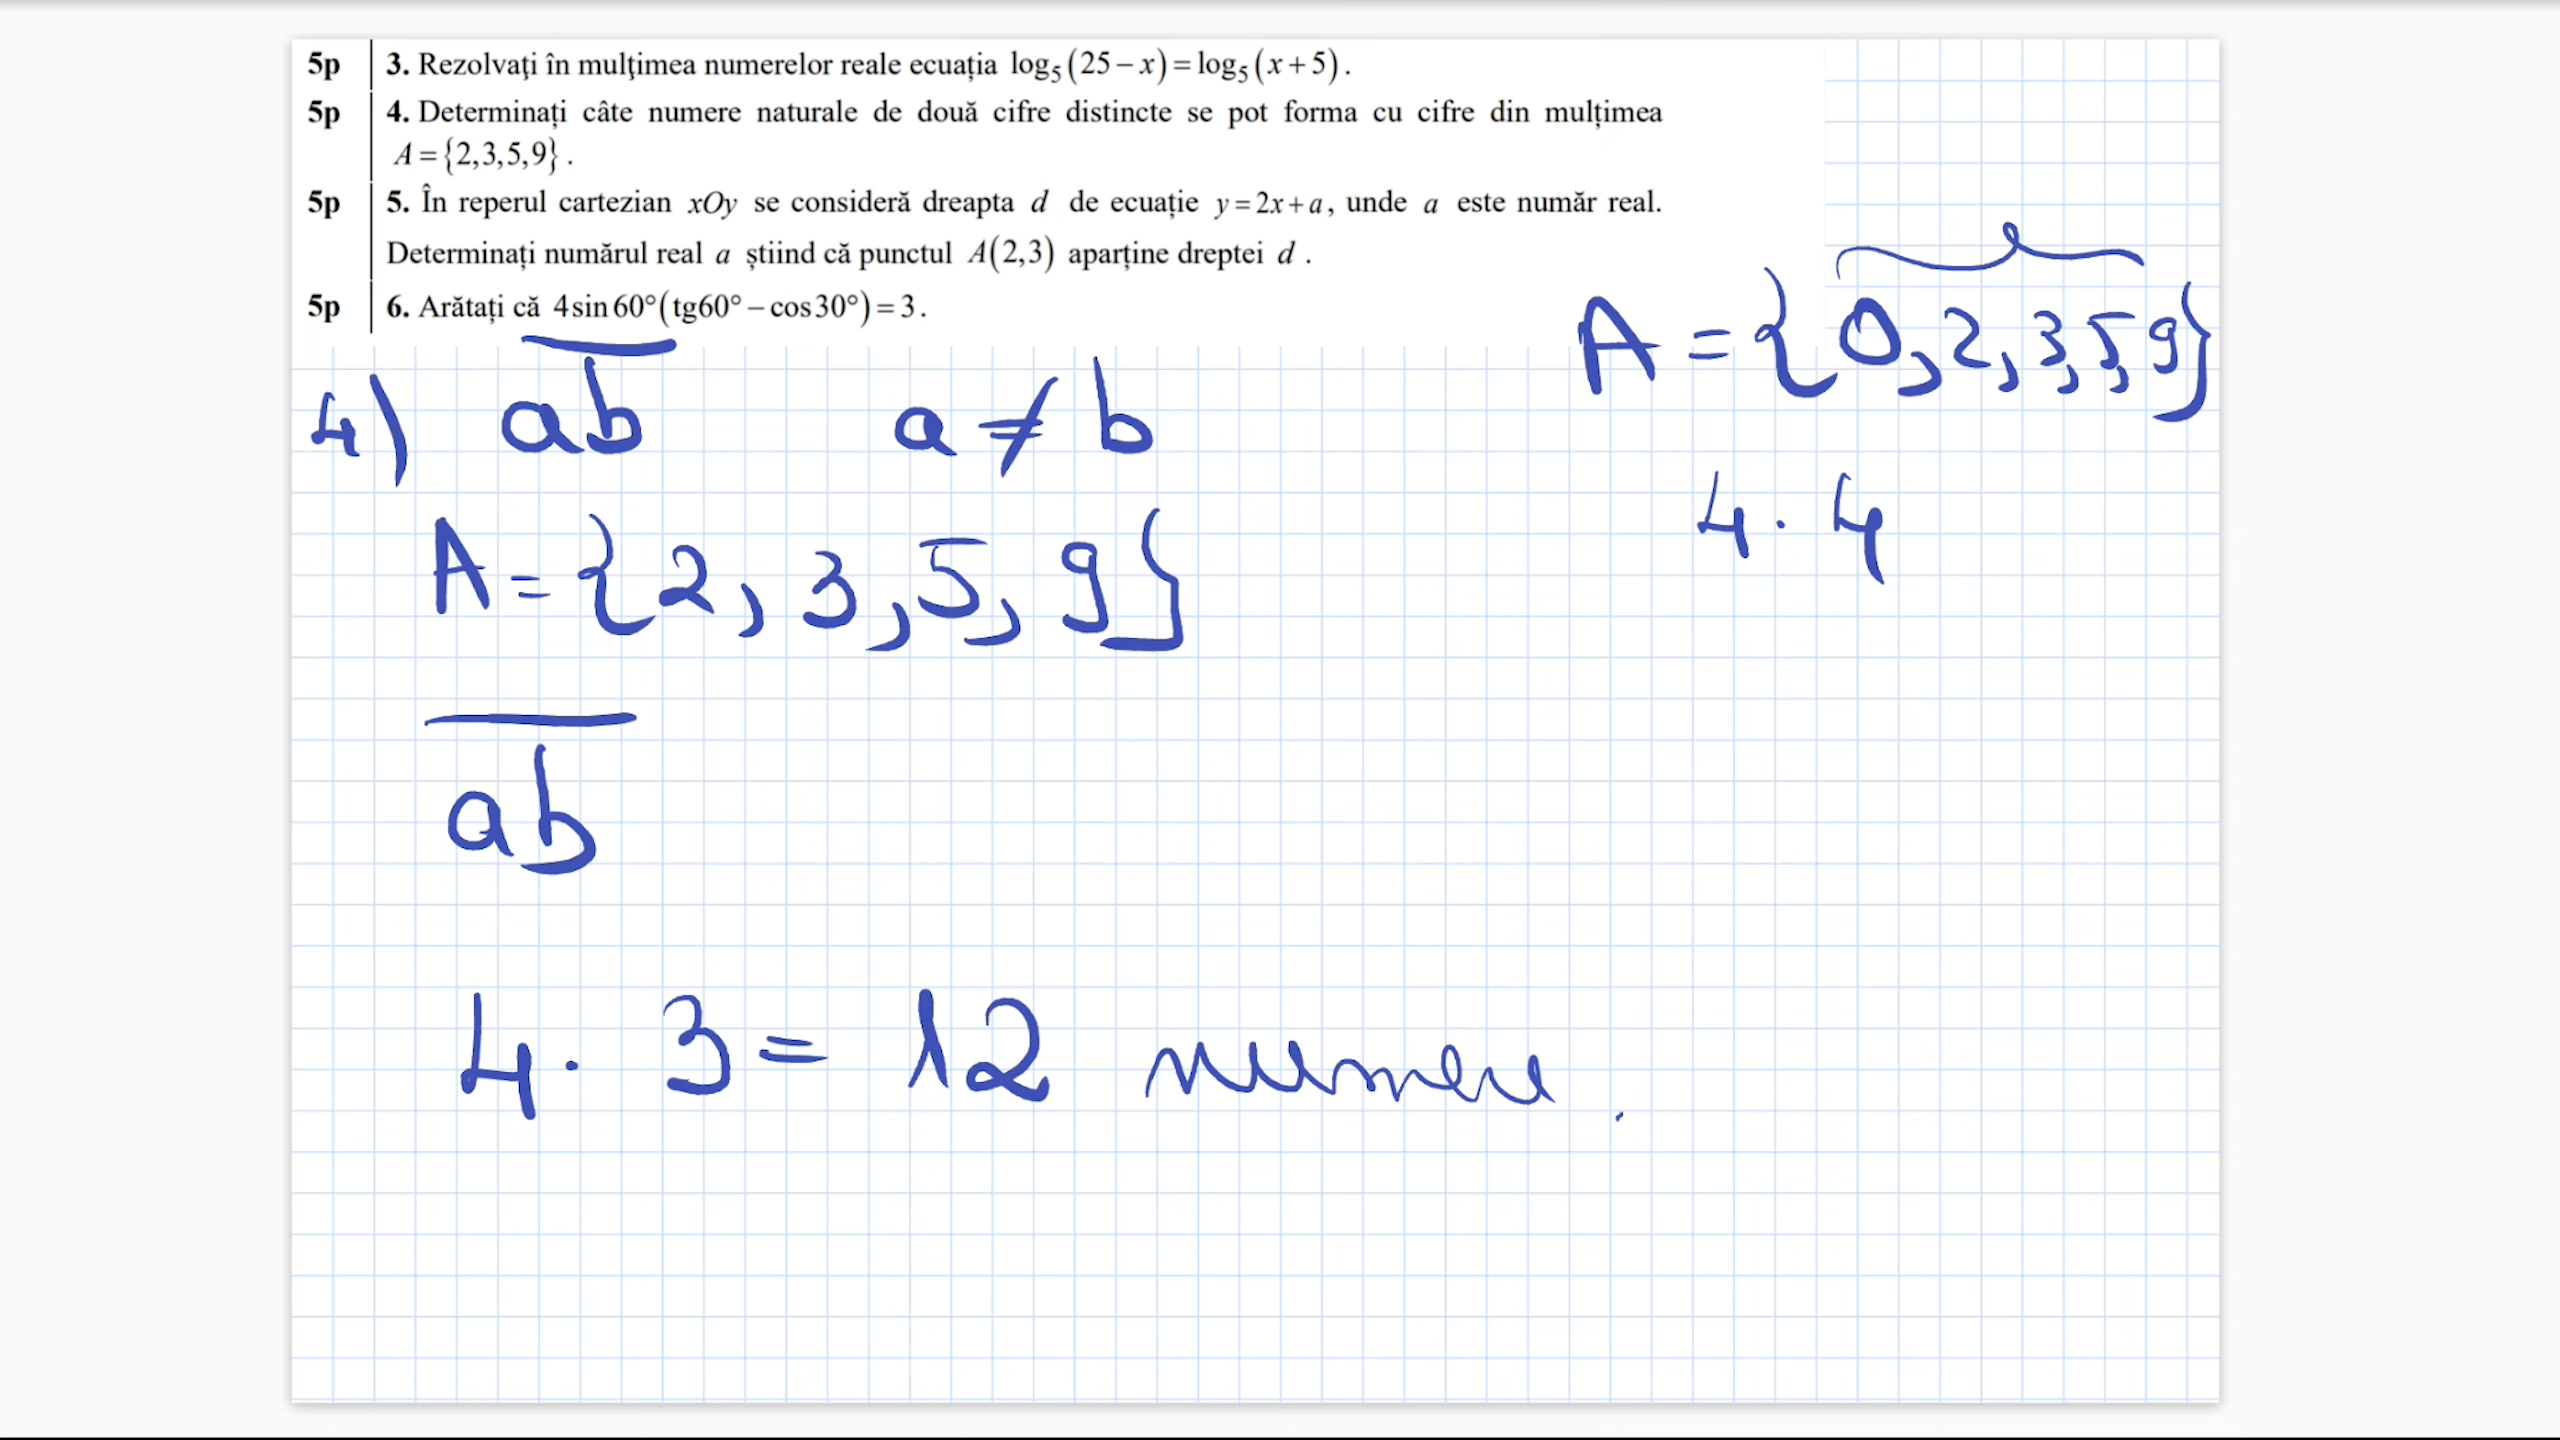 5p 3. Rezolvați în mulțimea numerelor reale ecuația log₅(25−x)=log₅(x+5).
5p 4. Determinați câte numere naturale de două cifre distincte se pot forma cu cifre din mulțimea
A={2,3,5,9}.
5p 5. În reperul cartezian xOy se consideră dreapta d de ecuație y=2x+a, unde a este număr real.
Determinați numărul real a știind că punctul A(2,3) aparține dreptei d.
5p 6. Arătați că 4sin60°(tg60°−cos30°)=3.
4) a̅b̅ a ≠ b
A={2, 3, 5, 9}
a̅b̅
4 · 3 = 12 numere.
A = {0, 2, 3, 5, 9}
4 · 4